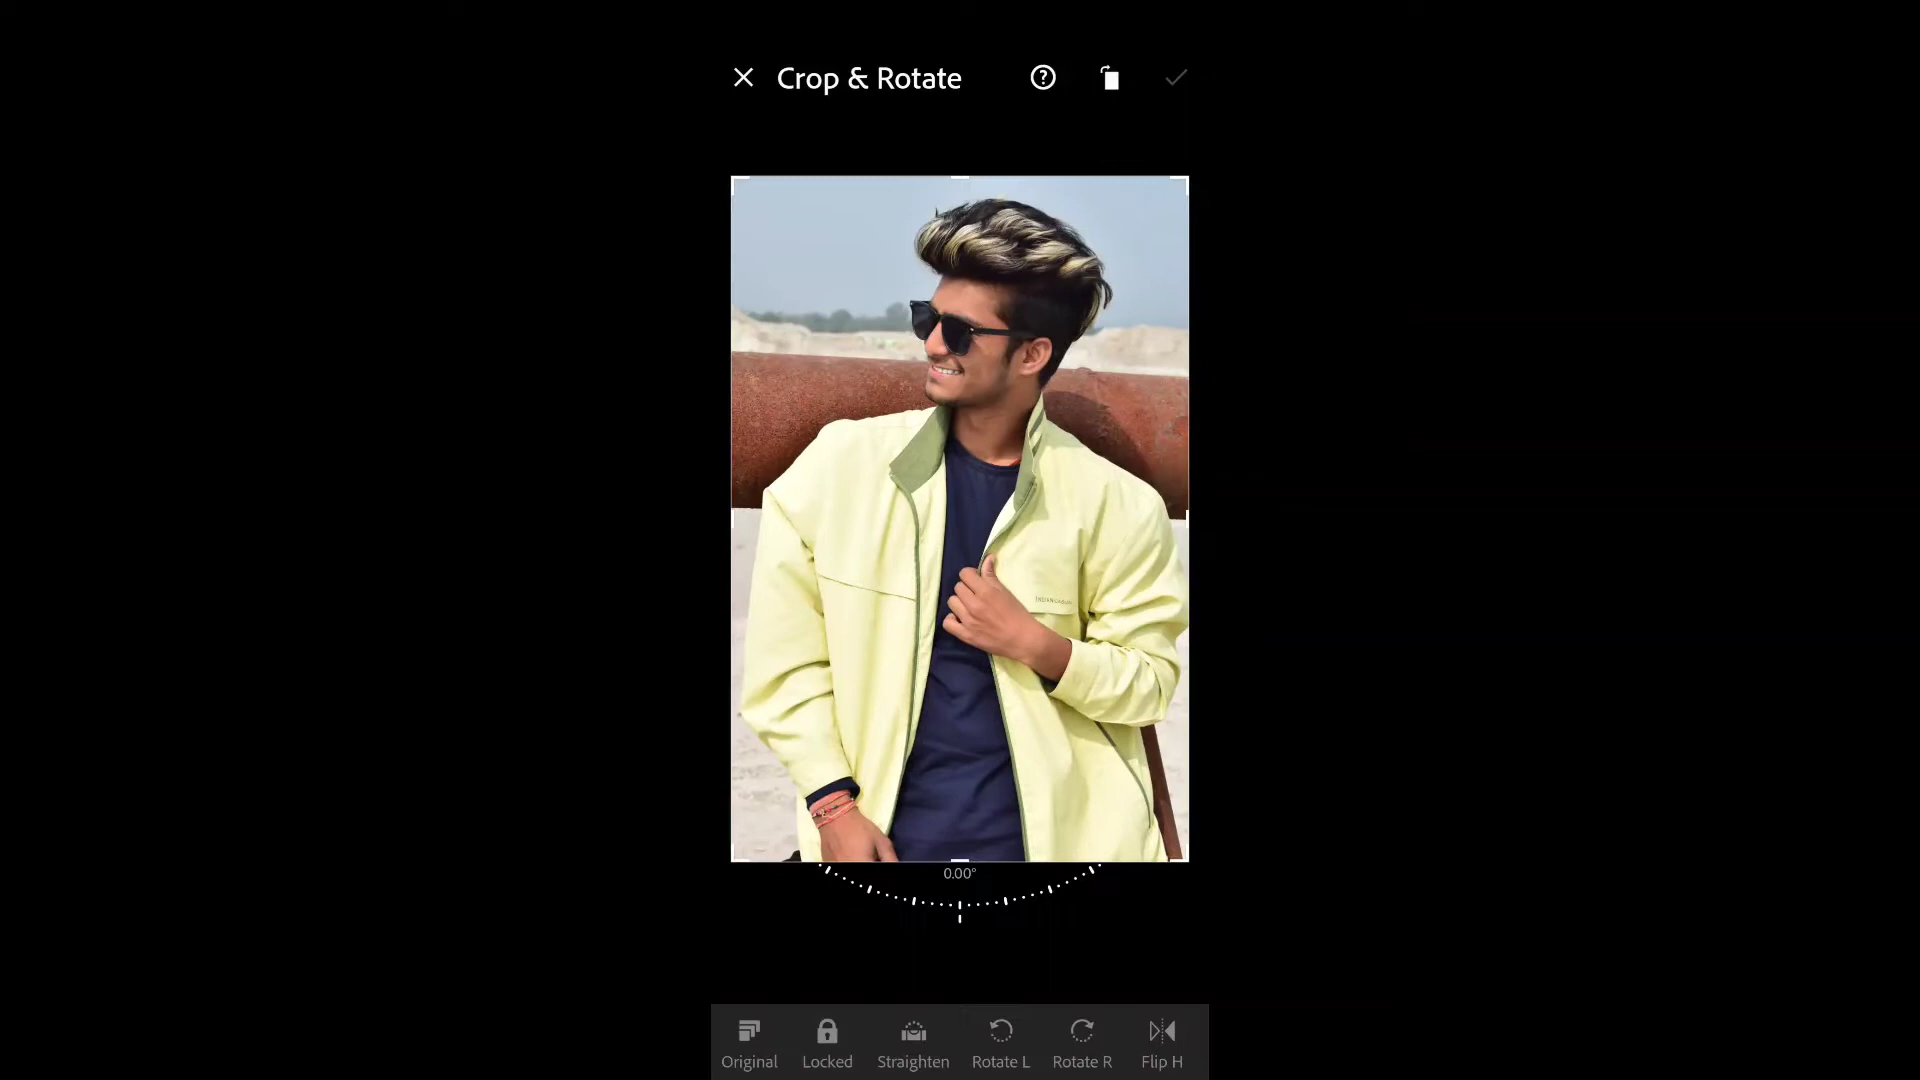 Crop & Rotate
0.00°
Original Locked Straighten Rotate L Rotate R Flip H